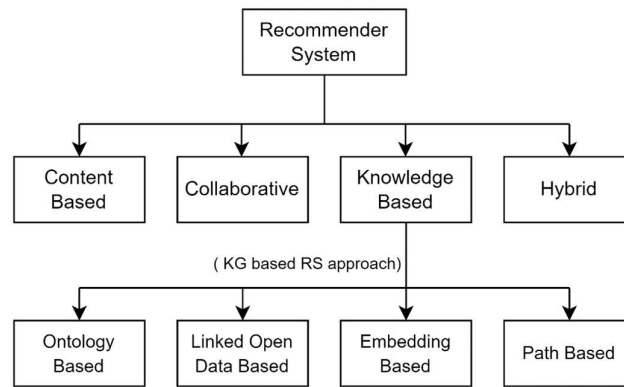 Recommender
System
Content
Based
Collaborative
Knowledge
Based
Hybrid
( KG based RS approach)
Ontology
Based
Linked Open
Data Based
Embedding
Based
Path Based